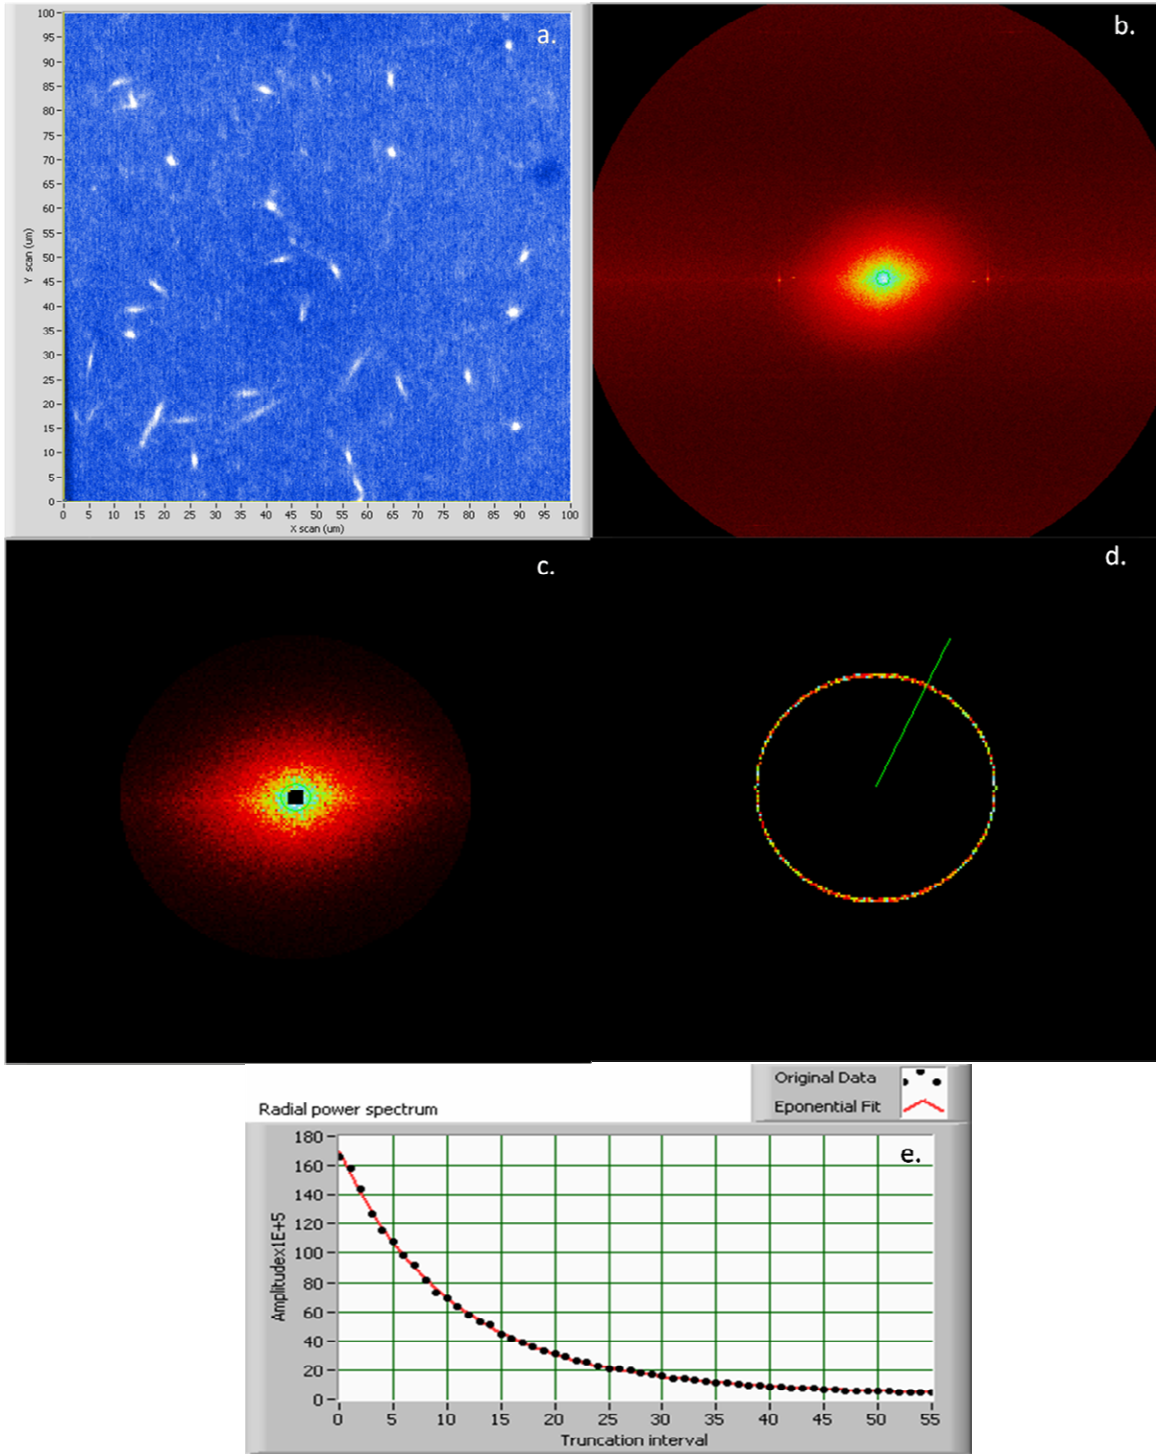 a.
100
95
90
85
80
75
70
65
60
55
50
45
40
35
30
25
20
15
10
5
0
Y scan (um)
0 5 10 15 20 25 30 35 40 45 50 55 60 65 70 75 80 85 90 95 100
X scan (um)
b.
c.
d.
Original Data
Eponential Fit
Radial power spectrum
e.
180
160
140
120
100
80
60
40
20
0
Amplitudex1E+5
0 5 10 15 20 25 30 35 40 45 50 55
Truncation interval